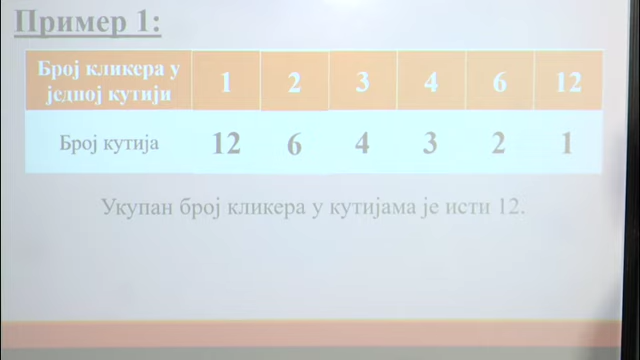 Пример 1:
Број кликера у једној кутији 1 2 3 4 6 12
Број кутија 12 6 4 3 2 1
Укупан број кликера у кутијама је исти 12.